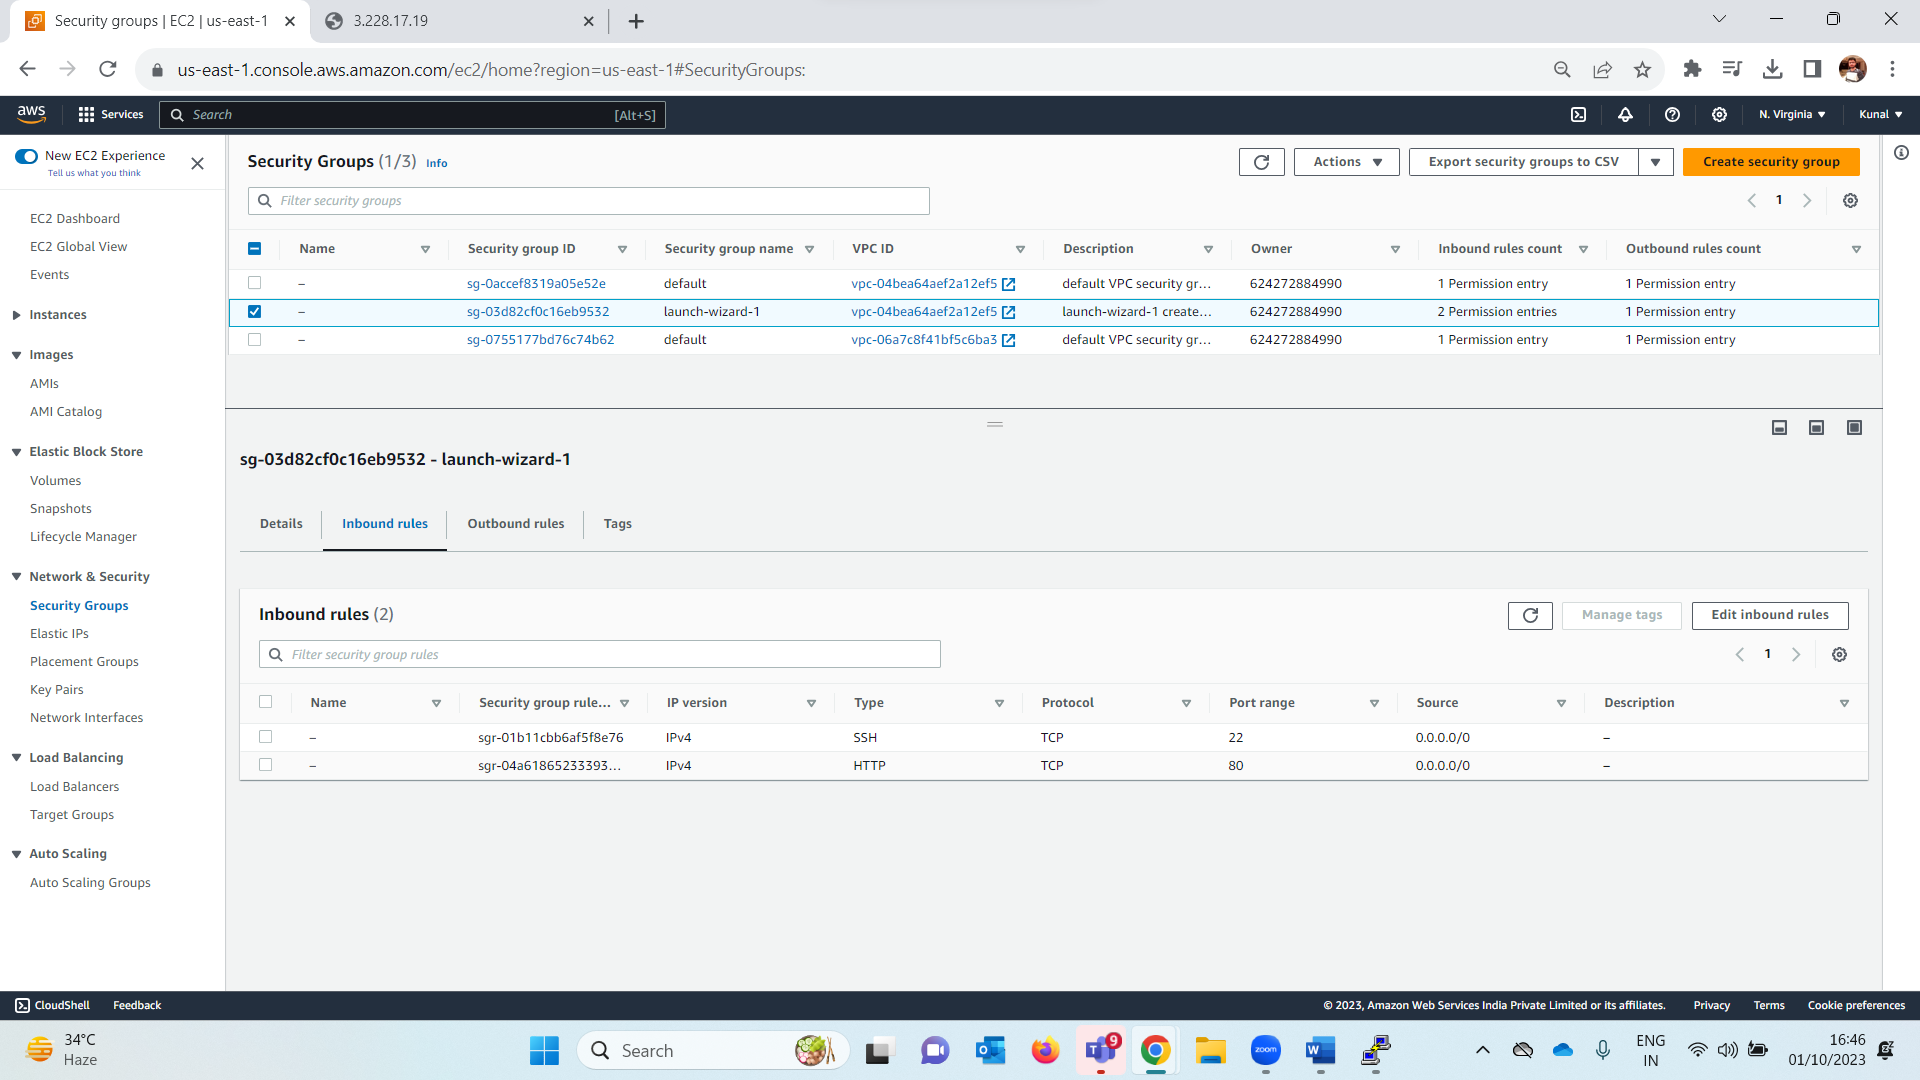 Security groups | EC2 | us-east-1
3.228.17.19
us-east-1.console.aws.amazon.com/ec2/home?region=us-east-1#SecurityGroups:
aws Services Search [Alt+S] N. Virginia Kunal
New EC2 Experience
Tell us what you think
EC2 Dashboard
EC2 Global View
Events
Instances
Images
AMIs
AMI Catalog
Elastic Block Store
Volumes
Snapshots
Lifecycle Manager
Network & Security
Security Groups
Elastic IPs
Placement Groups
Key Pairs
Network Interfaces
Load Balancing
Load Balancers
Target Groups
Auto Scaling
Auto Scaling Groups
Security Groups (1/3) Info
Actions Export security groups to CSV Create security group
Filter security groups
1
Name Security group ID Security group name VPC ID Description Owner Inbound rules count Outbound rules count
– sg-0accef8319a05e52e default vpc-04bea64aef2a12ef5 default VPC security gr... 624272884990 1 Permission entry 1 Permission entry
– sg-03d82cf0c16eb9532 launch-wizard-1 vpc-04bea64aef2a12ef5 launch-wizard-1 create... 624272884990 2 Permission entries 1 Permission entry
– sg-0755177bd76c74b62 default vpc-06a7c8f41bf5c6ba3 default VPC security gr... 624272884990 1 Permission entry 1 Permission entry
sg-03d82cf0c16eb9532 - launch-wizard-1
Details Inbound rules Outbound rules Tags
Inbound rules (2)
Manage tags Edit inbound rules
Filter security group rules
1
Name Security group rule... IP version Type Protocol Port range Source Description
– sgr-01b11cbb6af5f8e76 IPv4 SSH TCP 22 0.0.0.0/0 –
– sgr-04a61865233393... IPv4 HTTP TCP 80 0.0.0.0/0 –
CloudShell Feedback © 2023, Amazon Web Services India Private Limited or its affiliates. Privacy Terms Cookie preferences
34°C
Haze
Search
9
zoom
ENG
IN
16:46
01/10/2023